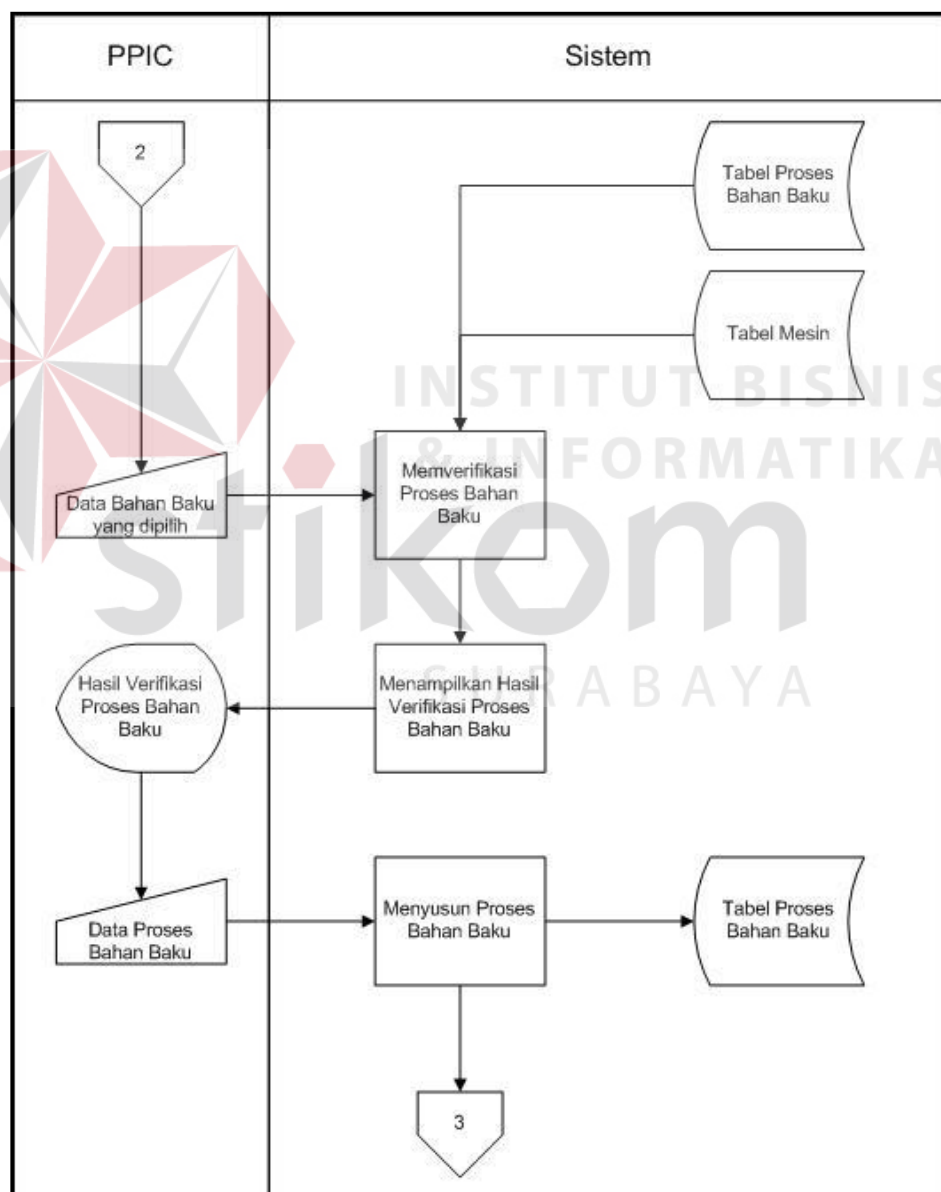 PPIC
Sistem
2
Tabel Proses
Bahan Baku
Tabel Mesin
INSTITUT BISNIS
& INFORMATIKA
Data Bahan Baku
yang dipilih
Memverifikasi
Proses Bahan
Baku
stikom
SURABAYA
Hasil Verifikasi
Proses Bahan
Baku
Menampilkan Hasil
Verifikasi Proses
Bahan Baku
Data Proses
Bahan Baku
Menyusun Proses
Bahan Baku
Tabel Proses
Bahan Baku
3